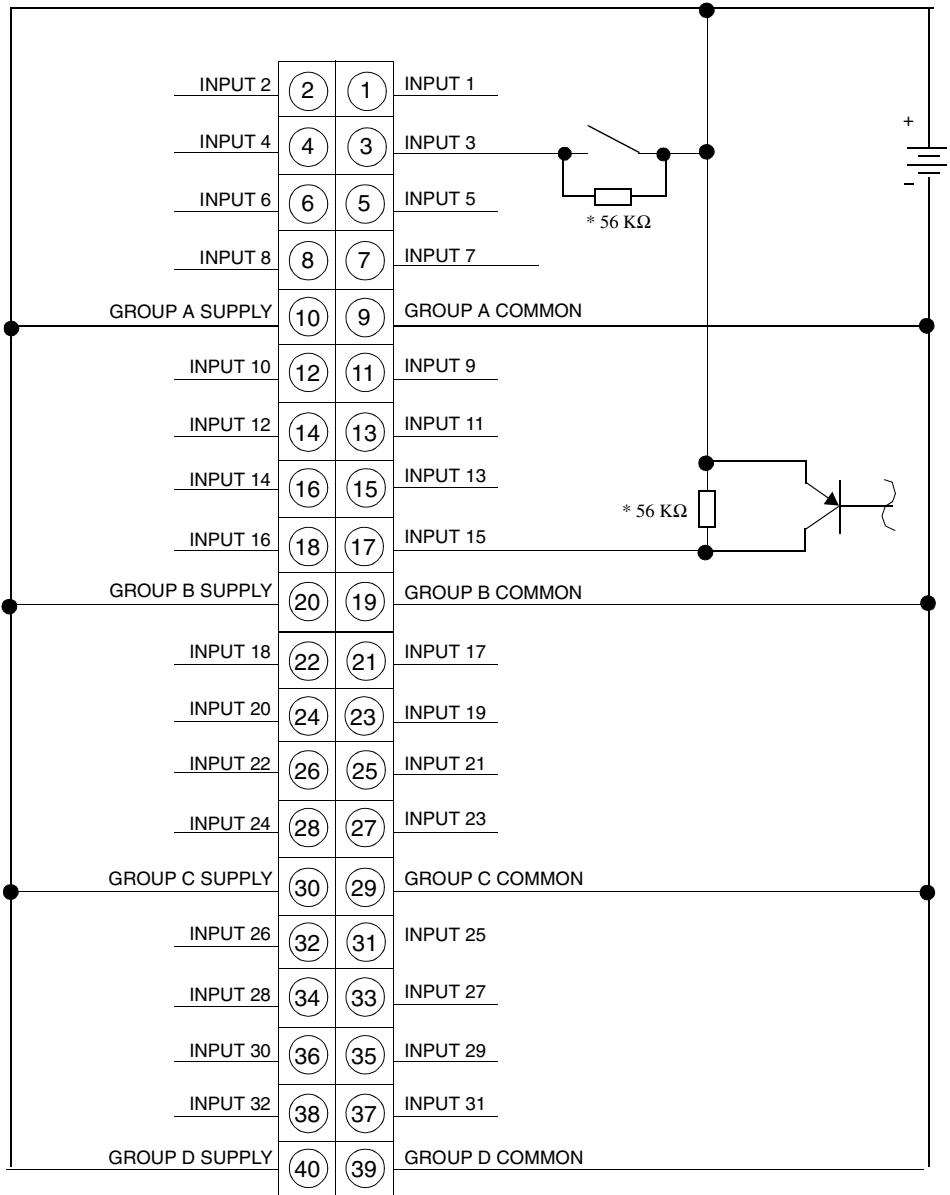 +
INPUT 2 2 1 INPUT 1
INPUT 4 4 3 INPUT 3
INPUT 6 6 5 INPUT 5
–
* 56 KΩ
INPUT 8 8 7 INPUT 7
GROUP A SUPPLY 10 9 GROUP A COMMON
INPUT 10 12 11 INPUT 9
INPUT 12 14 13 INPUT 11
INPUT 14 16 15 INPUT 13
* 56 KΩ
INPUT 16 18 17 INPUT 15
GROUP B SUPPLY 20 19 GROUP B COMMON
INPUT 18 22 21 INPUT 17
INPUT 20 24 23 INPUT 19
INPUT 22 26 25 INPUT 21
INPUT 24 28 27 INPUT 23
GROUP C SUPPLY 30 29 GROUP C COMMON
INPUT 26 32 31 INPUT 25
INPUT 28 34 33 INPUT 27
INPUT 30 36 35 INPUT 29
INPUT 32 38 37 INPUT 31
GROUP D SUPPLY 40 39 GROUP D COMMON